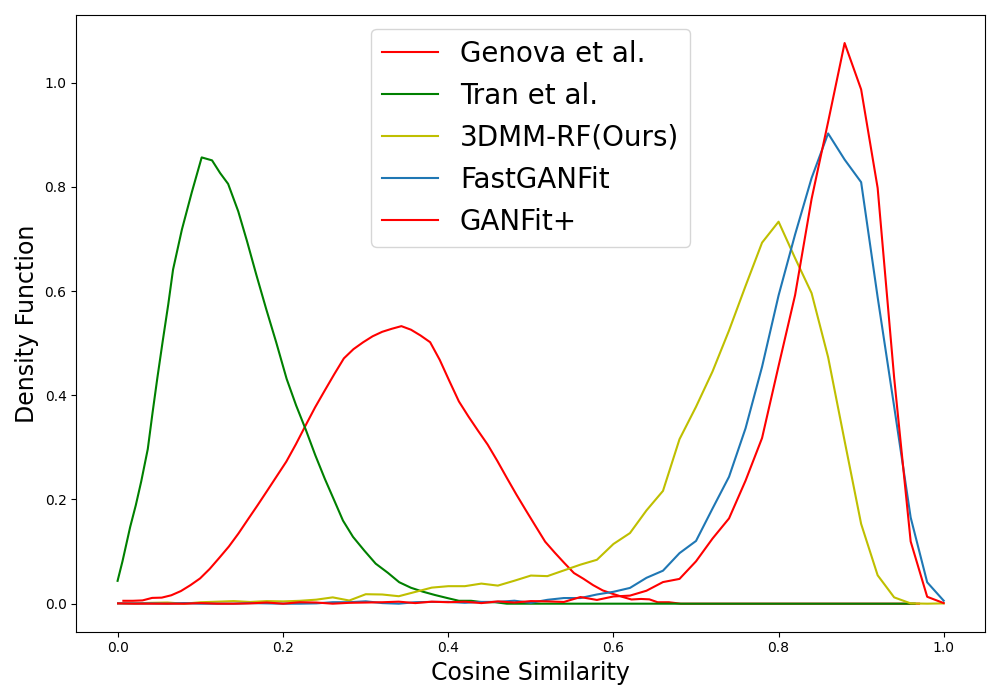 Genova et al.
Tran et al.
3DMM-RF(Ours)
FastGANFit
GANFit+
Density Function
1.0
0.8
0.6
0.4
0.2
0.0
0.0 0.2 0.4 0.6 0.8 1.0
Cosine Similarity